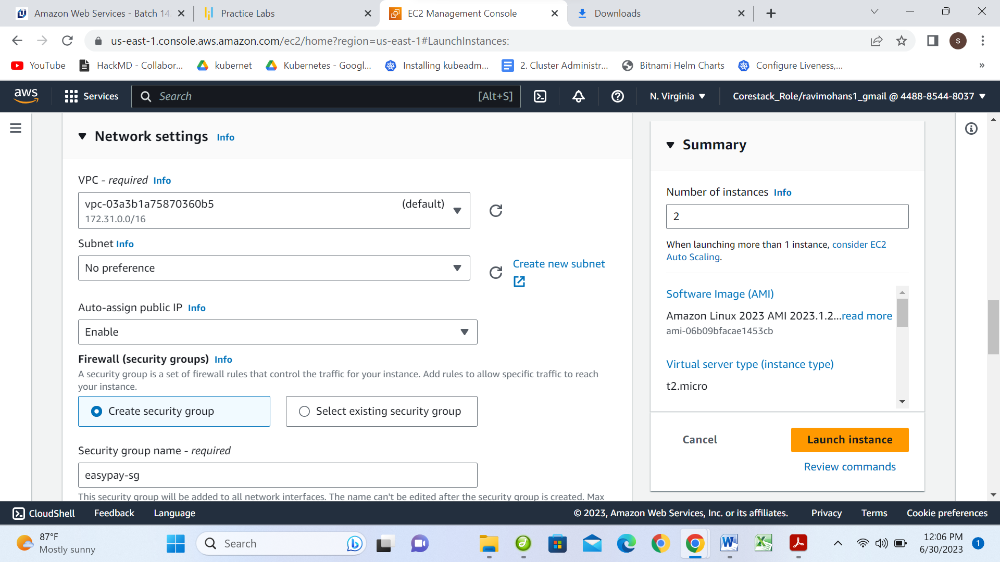 Amazon Web Services - Batch 14
Practice Labs
EC2 Management Console
Downloads
us-east-1.console.aws.amazon.com/ec2/home?region=us-east-1#LaunchInstances:
S
YouTube
HackMD - Collabor...
kubernet
Kubernetes - Googl...
Installing kubeadm...
2. Cluster Administr...
Bitnami Helm Charts
Configure Liveness,...
»
aws
Services
Search
[Alt+S]
N. Virginia
Corestack_Role/ravimohans1_gmail @ 4488-8544-8037
Network settings Info
VPC - required Info
vpc-03a3b1a75870360b5 (default)
172.31.0.0/16
Subnet Info
No preference
Create new subnet
Auto-assign public IP Info
Enable
Firewall (security groups) Info
A security group is a set of firewall rules that control the traffic for your instance. Add rules to allow specific traffic to reach
your instance.
Create security group
Select existing security group
Security group name - required
easypay-sg
This security group will be added to all network interfaces. The name can't be edited after the security group is created. Max
Summary
Number of instances Info
2
When launching more than 1 instance, consider EC2
Auto Scaling.
Software Image (AMI)
Amazon Linux 2023 AMI 2023.1.2...read more
ami-06b09bfacae1453cb
Virtual server type (instance type)
t2.micro
Cancel
Launch instance
Review commands
CloudShell
Feedback
Language
© 2023, Amazon Web Services, Inc. or its affiliates.
Privacy
Terms
Cookie preferences
87°F
Mostly sunny
Search
12:06 PM
6/30/2023
1